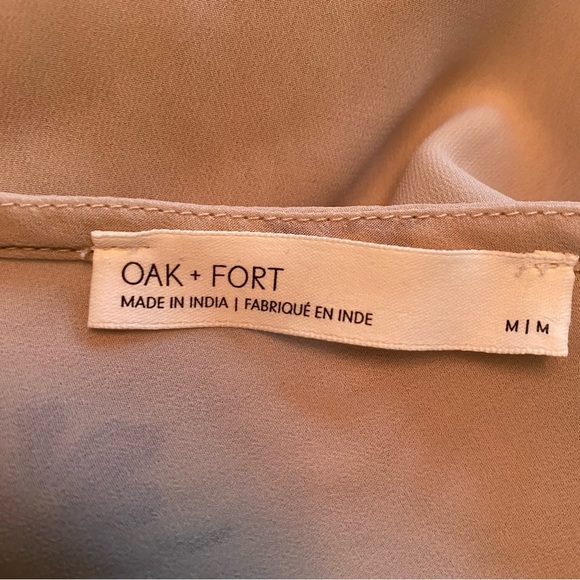 OAK + FORT
MADE IN INDIA | FABRIQUÉ EN INDE
M | M